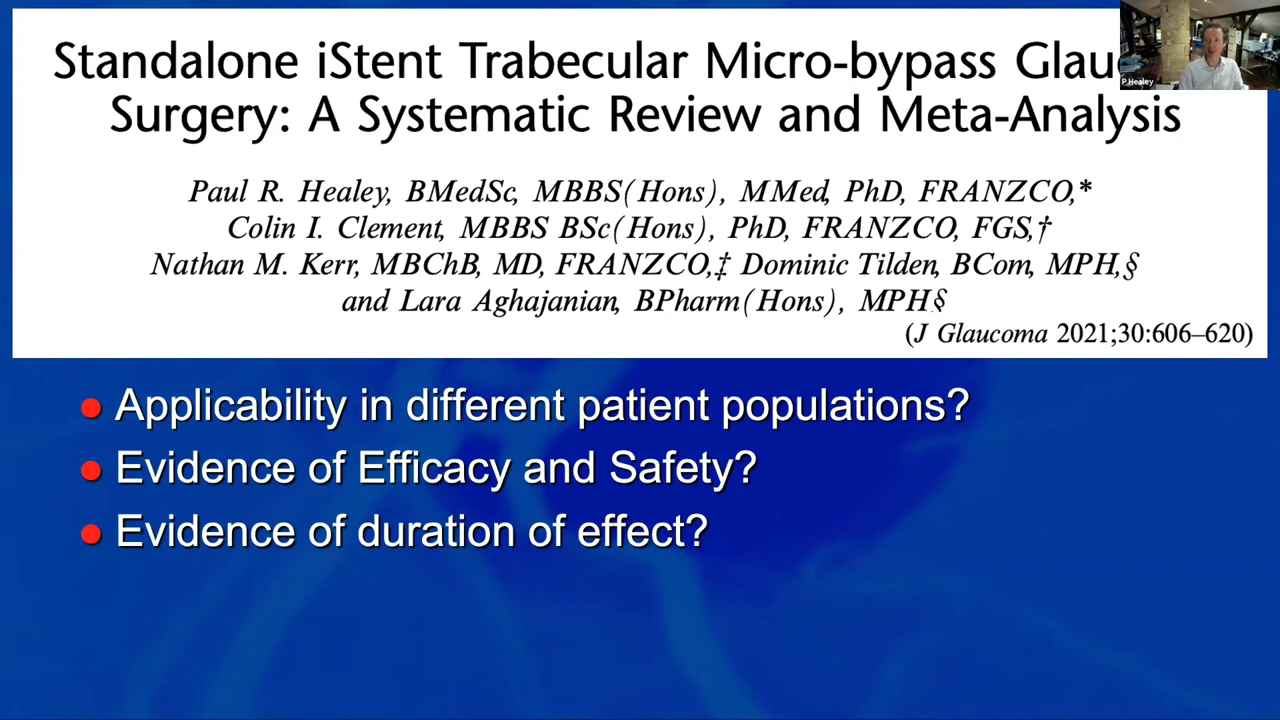 Standalone iStent Trabecular Micro-bypass
Surgery: A Systematic Review and Meta-Analysis
P Healey
Paul R. Healey, BMedSc, MBBS(Hons), MMed, PhD, FRANZCO,*
Colin I. Clement, MBBS BSc(Hons), PhD, FRANZCO, FGS,†
Nathan M. Kerr, MBChB, MD, FRANZCO,‡ Dominic Tilden, BCom, MPH,§
and Lara Aghajanian, BPharm(Hons), MPH§
(J Glaucoma 2021;30:606–620)
Applicability in different patient populations?
Evidence of Efficacy and Safety?
Evidence of duration of effect?